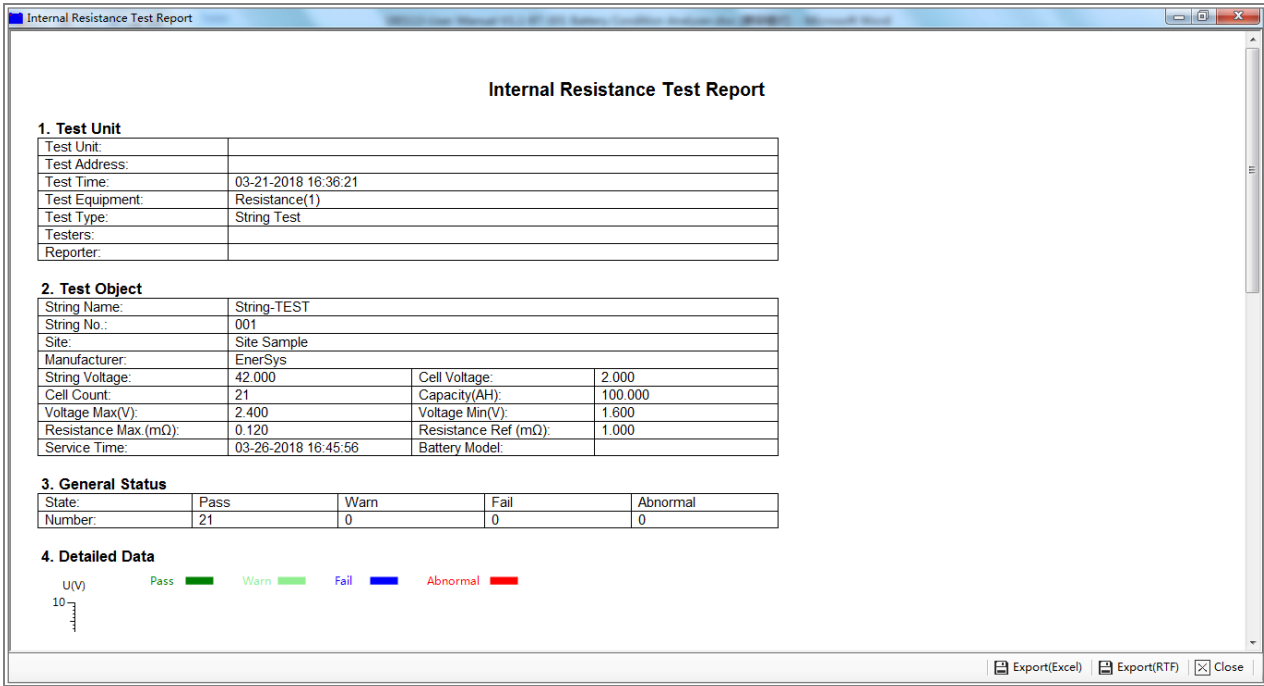 Internal Resistance Test Report
Internal Resistance Test Report
1. Test Unit
Test Unit:
Test Address:
Test Time: 03-21-2018 16:36:21
Test Equipment: Resistance(1)
Test Type: String Test
Testers:
Reporter:
2. Test Object
String Name: String-TEST
String No.: 001
Site: Site Sample
Manufacturer: EnerSys
String Voltage: 42.000 Cell Voltage: 2.000
Cell Count: 21 Capacity(AH): 100.000
Voltage Max(V): 2.400 Voltage Min(V): 1.600
Resistance Max.(mΩ): 0.120 Resistance Ref (mΩ): 1.000
Service Time: 03-26-2018 16:45:56 Battery Model:
3. General Status
State: Pass Warn Fail Abnormal
Number: 21 0 0 0
4. Detailed Data
U(V) Pass Warn Fail Abnormal
10
Export(Excel) Export(RTF) Close